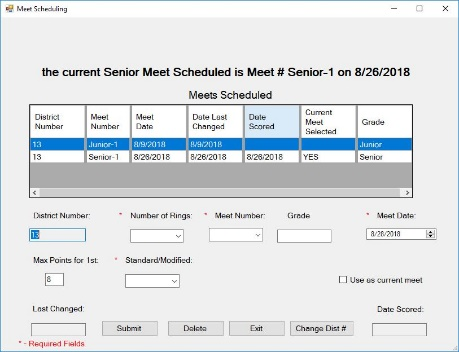 Meet Scheduling
the current Senior Meet Scheduled is Meet # Senior-1 on 8/26/2018
Meets Scheduled
District Number Meet Number Meet Date Date Last Changed Date Scored Current Meet Selected Grade
13 Junior-1 8/9/2018 8/9/2018 Junior
13 Senior-1 8/26/2018 8/26/2018 8/26/2018 YES Senior
District Number: * Number of Rings: * Meet Number: Grade * Meet Date:
13 8/28/2018
Max Points for 1st: * Standard/Modified:
8 Use as current meet
Last Changed: Date Scored:
Submit Delete Exit Change Dist #
* - Required Fields